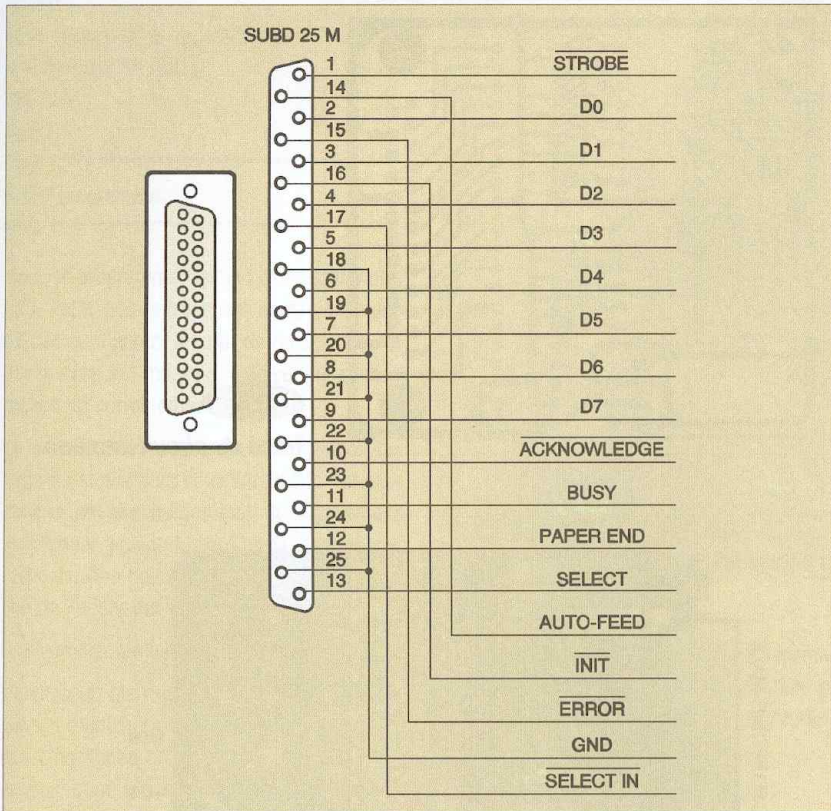 SUBD 25 M
1 STROBE
14
2 D0
15
3 D1
16
4 D2
17
5 D3
18
6 D4
19
7 D5
20
8 D6
21
9 D7
22
10 ACKNOWLEDGE
23
11 BUSY
24
12 PAPER END
25
13 SELECT
AUTO-FEED
INIT
ERROR
GND
SELECT IN